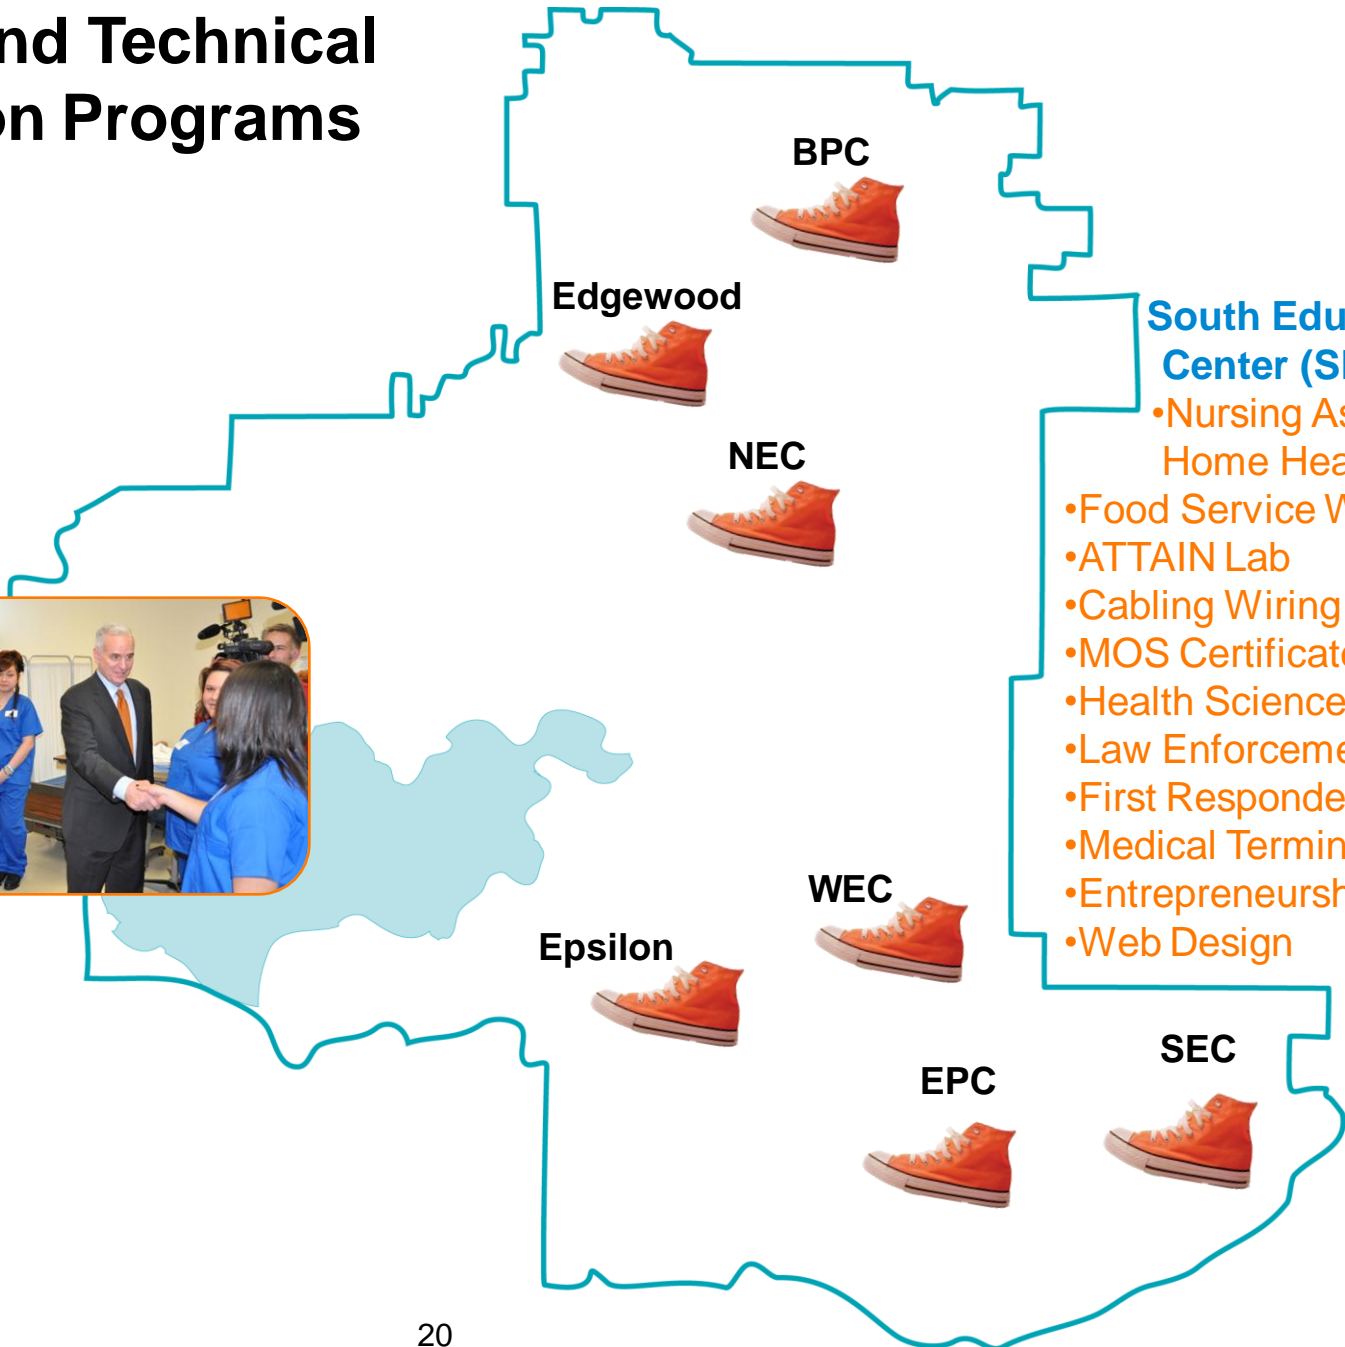 nd Technical
on Programs
BPC
Edgewood
NEC
South Edu
Center (S
•Nursing As
Home Hea
•Food Service W
•ATTAIN Lab
•Cabling Wiring
•MOS Certificate
•Health Science
•Law Enforceme
•First Responde
•Medical Termin
•Entrepreneursh
•Web Design
WEC
Epsilon
SEC
EPC
20